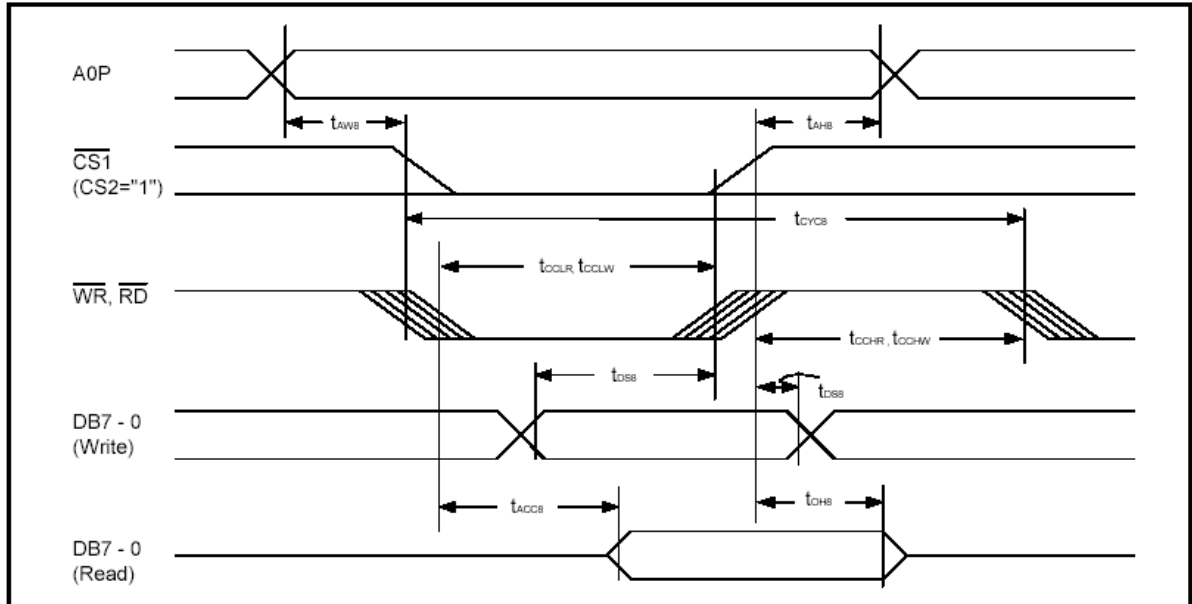 A0P
tAW8 tAH8
CS1
(CS2="1")
tCYC8
tCCLR, tCCLW
WR, RD
tCCHR , tCCHW
tDS8
tDS8
DB7 - 0
(Write)
tACC8 tOH8
DB7 - 0
(Read)